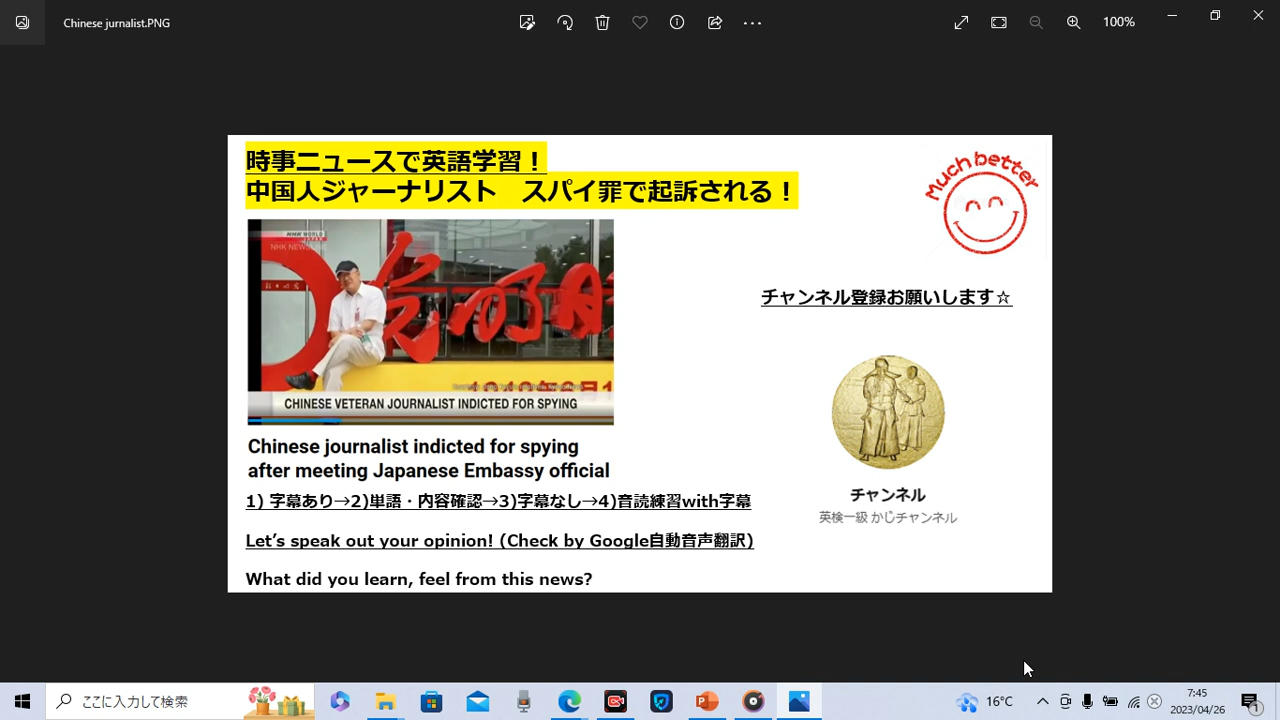 Chinese jurnalist.PNG
100%
時事ニュースで英語学習！
中国人ジャーナリスト　スパイ罪で起訴される！
Much better
NHK WORLD
JAPAN
NHK NEWSLINE
光明日
CHINESE VETERAN JOURNALIST INDICTED FOR SPYING
チャンネル登録お願いします☆
Chinese journalist indicted for spying
after meeting Japanese Embassy official
1) 字幕あり→2)単語・内容確認→3)字幕なし→4)音読練習with字幕
Let’s speak out your opinion! (Check by Google自動音声翻訳)
What did you learn, feel from this news?
チャンネル
英検一級 かじチャンネル
ここに入力して検索
16°C
7:45
2023/04/26
1